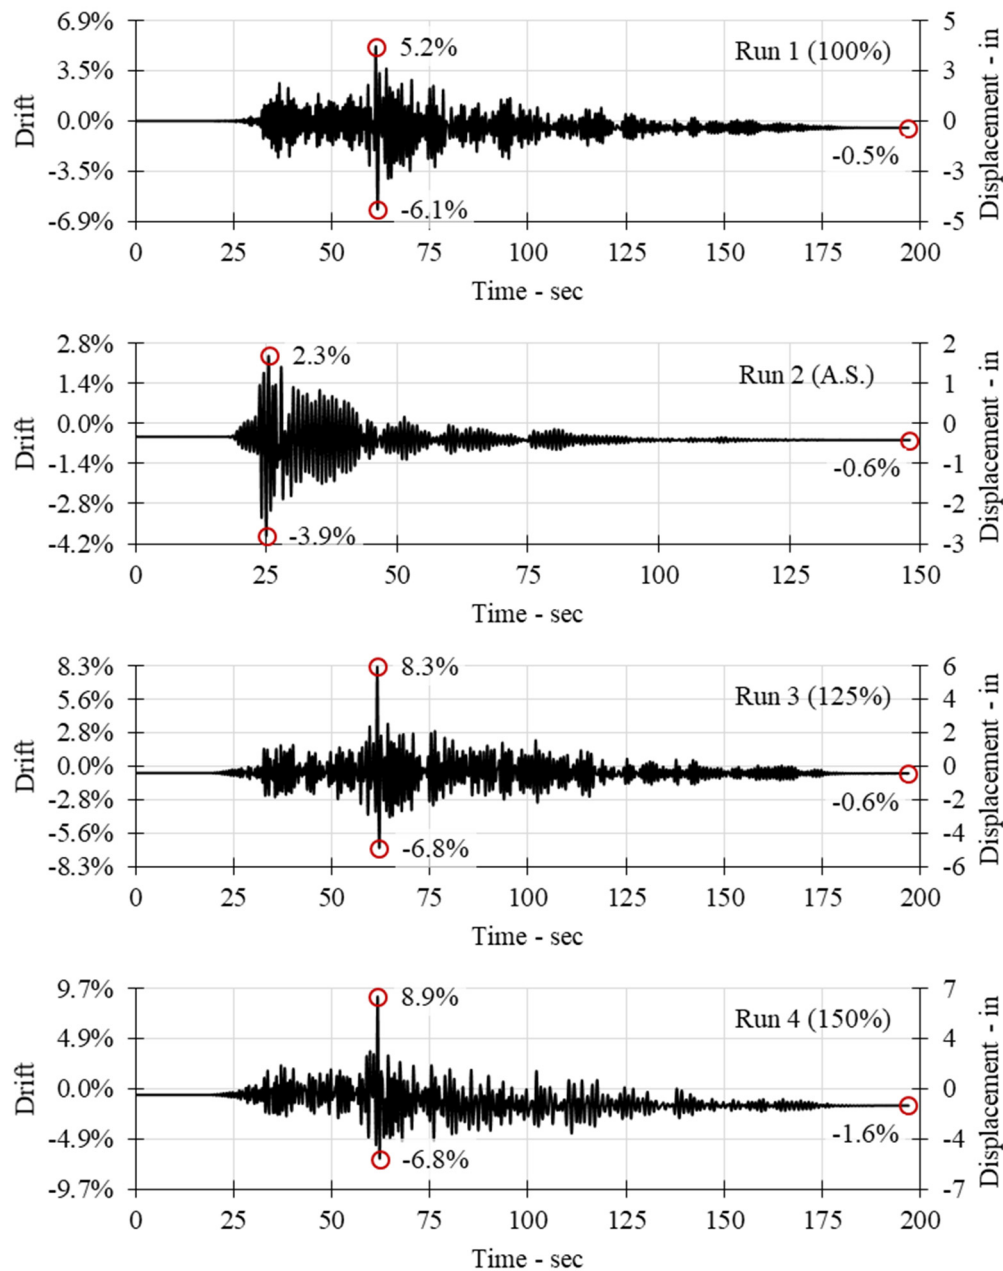 6.9%
5
5.2%
Run 1 (100%)
3.5%
3
Drift
0.0%
0
Displacement - in
-0.5%
-3.5%
-3
-6.1%
-6.9%
-5
0 25 50 75 100 125 150 175 200
Time - sec
2.8%
2
2.3%
Run 2 (A.S.)
1.4%
1
Drift
0.0%
0
Displacement - in
-1.4%
-0.6%
-1
-2.8%
-2
-3.9%
-4.2%
-3
0 25 50 75 100 125 150
Time - sec
8.3%
8.3%
6
5.6%
Run 3 (125%)
4
2.8%
2
Drift
0.0%
0
Displacement - in
-2.8%
-0.6%
-2
-5.6%
-4
-6.8%
-8.3%
-6
0 25 50 75 100 125 150 175 200
Time - sec
9.7%
8.9%
7
Run 4 (150%)
4.9%
4
Drift
0.0%
0
Displacement - in
-1.6%
-4.9%
-4
-6.8%
-9.7%
-7
0 25 50 75 100 125 150 175 200
Time - sec